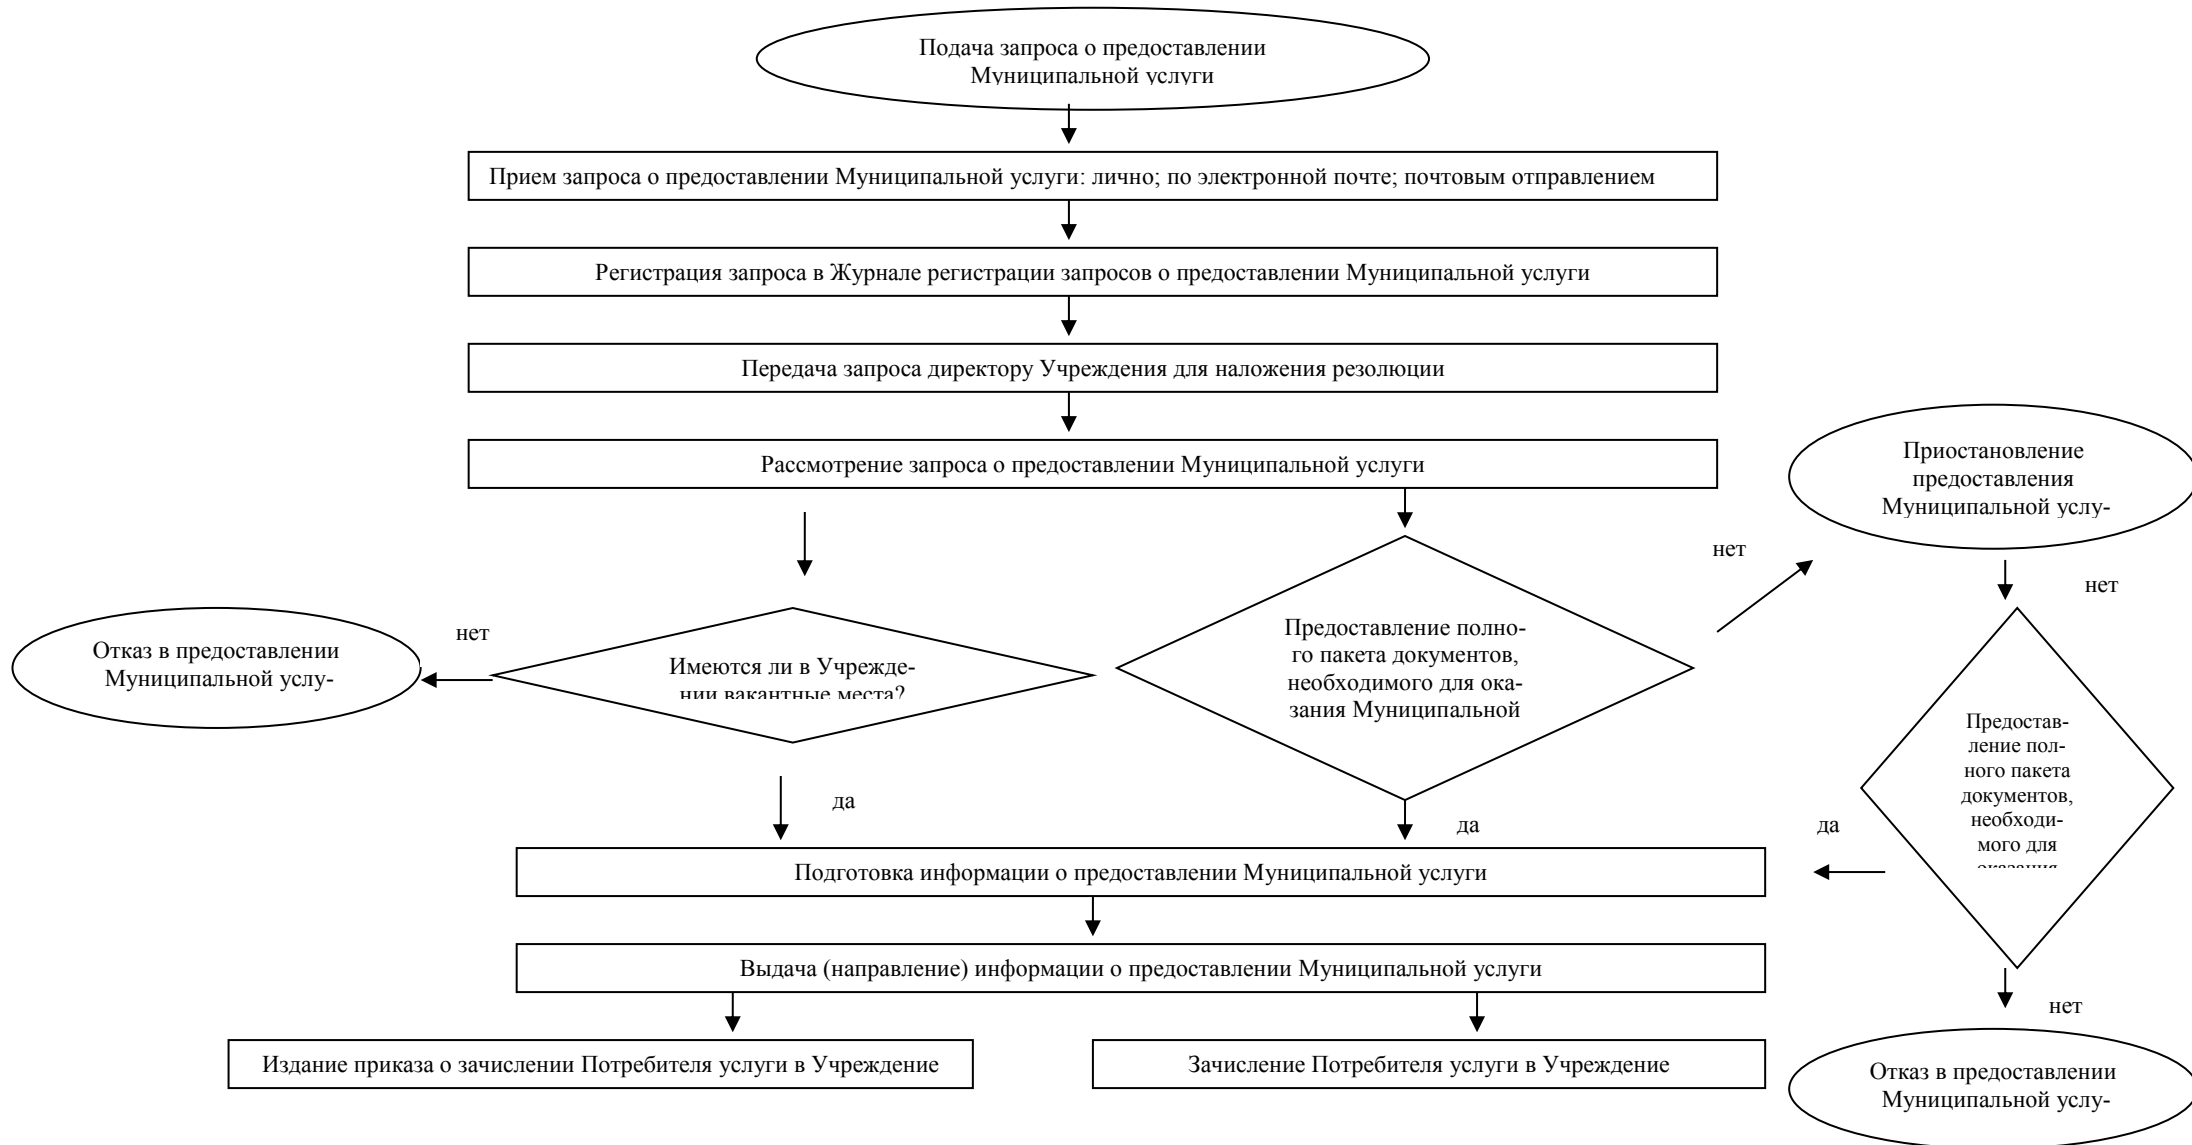 Подача запроса о предоставлении
Муниципальной услуги
Прием запроса о предоставлении Муниципальной услуги: лично; по электронной почте; почтовым отправлением
Регистрация запроса в Журнале регистрации запросов о предоставлении Муниципальной услуги
Передача запроса директору Учреждения для наложения резолюции
Рассмотрение запроса о предоставлении Муниципальной услуги
Приостановление
предоставления
Муниципальной услу-
нет
нет
Отказ в предоставлении
Муниципальной услу-
нет
Имеются ли в Учрежде-
нии вакантные места?
Предоставление полно-
го пакета документов,
необходимого для ока-
зания Муниципальной
Предостав-
ление пол-
ного пакета
документов,
необходи-
мого для
оказания
да
да
да
Подготовка информации о предоставлении Муниципальной услуги
Выдача (направление) информации о предоставлении Муниципальной услуги
нет
Издание приказа о зачислении Потребителя услуги в Учреждение
Зачисление Потребителя услуги в Учреждение
Отказ в предоставлении
Муниципальной услу-